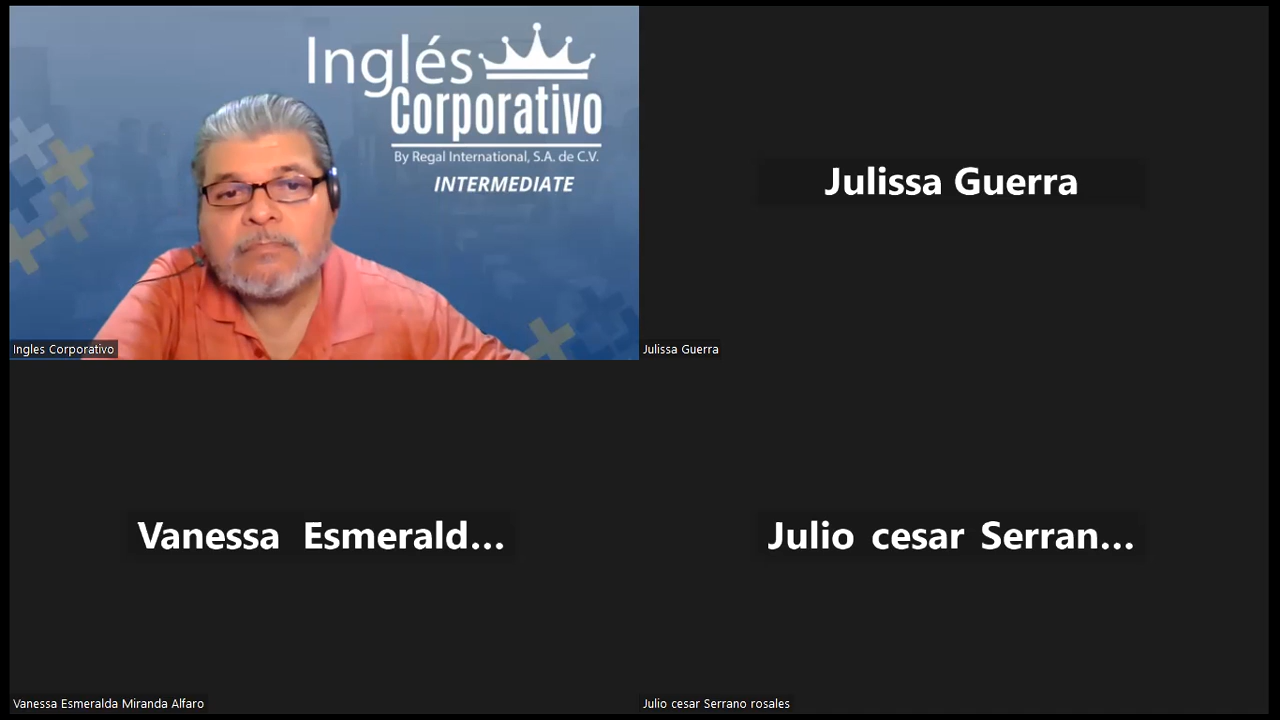 Inglés
Corporativo
By Regal International, S.A. de C.V.
INTERMEDIATE
Ingles Corporativo
Julissa Guerra
Julissa Guerra
Vanessa Esmerald...
Vanessa Esmeralda Miranda Alfaro
Julio cesar Serran...
Julio cesar Serrano rosales